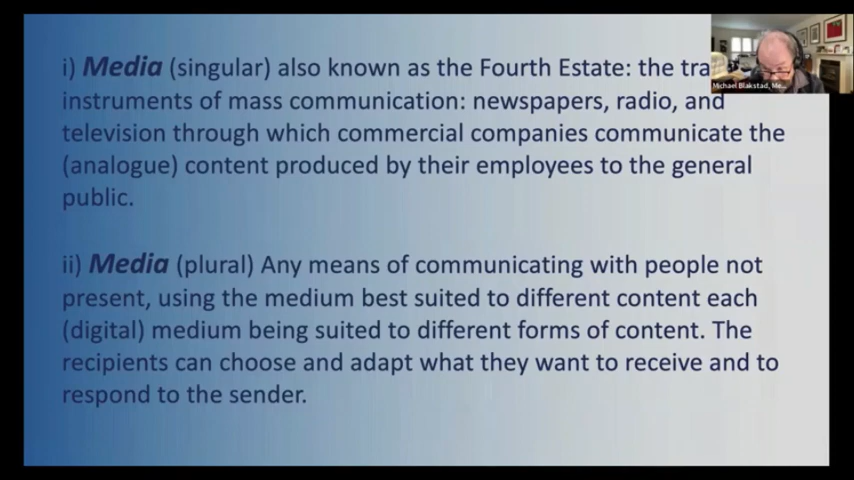 i) Media (singular) also known as the Fourth Estate: the tra
instruments of mass communication: newspapers, radio, and
television through which commercial companies communicate the
(analogue) content produced by their employees to the general
public.
ii) Media (plural) Any means of communicating with people not
present, using the medium best suited to different content each
(digital) medium being suited to different forms of content. The
recipients can choose and adapt what they want to receive and to
respond to the sender.
Michael Blakstad, Me...